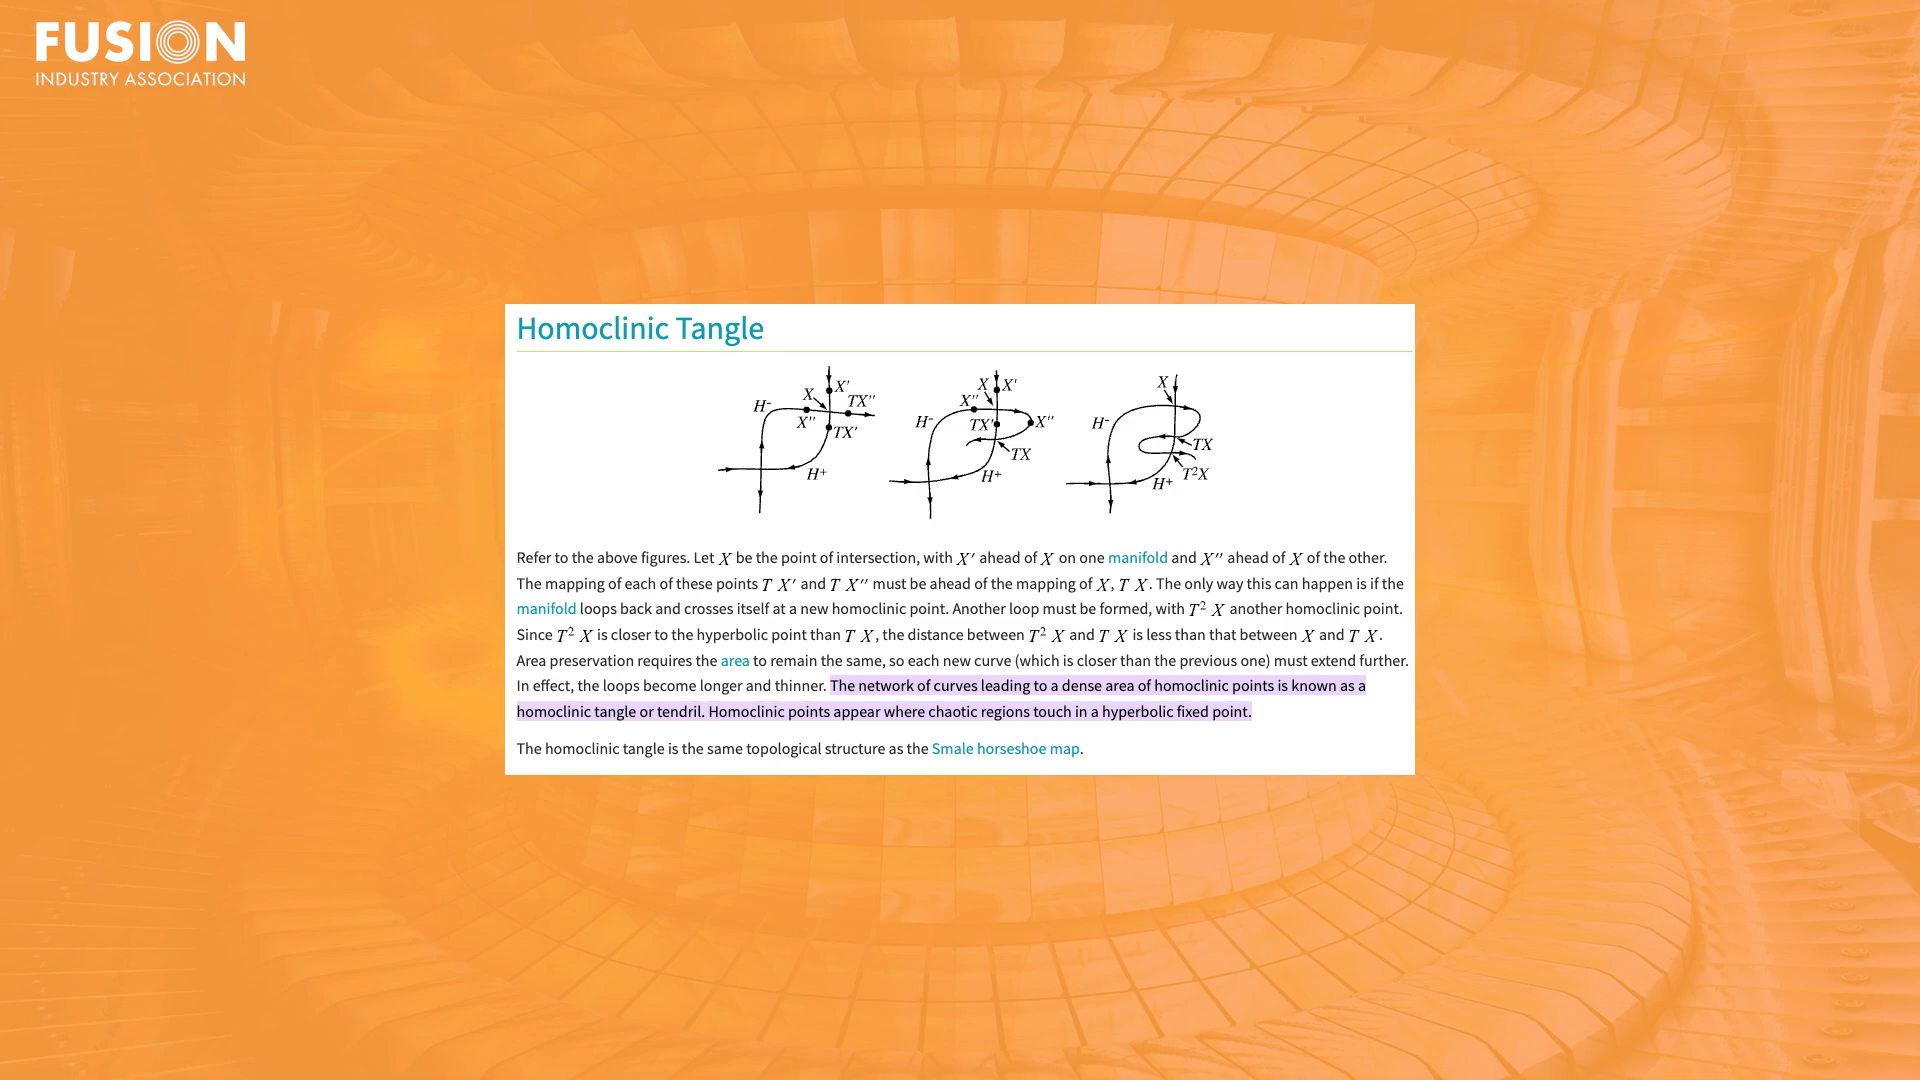 FUSION
INDUSTRY ASSOCIATION
Homoclinic Tangle
H- X X' TX'' X'' TX' H+
H- X'' X X' TX' X'' TX H+
H- X TX T²X H+
Refer to the above figures. Let X be the point of intersection, with X' ahead of X on one manifold and X'' ahead of X of the other.
The mapping of each of these points T X' and T X'' must be ahead of the mapping of X, T X. The only way this can happen is if the
manifold loops back and crosses itself at a new homoclinic point. Another loop must be formed, with T² X another homoclinic point.
Since T² X is closer to the hyperbolic point than T X, the distance between T² X and T X is less than that between X and T X.
Area preservation requires the area to remain the same, so each new curve (which is closer than the previous one) must extend further.
In effect, the loops become longer and thinner. The network of curves leading to a dense area of homoclinic points is known as a
homoclinic tangle or tendril. Homoclinic points appear where chaotic regions touch in a hyperbolic fixed point.
The homoclinic tangle is the same topological structure as the Smale horseshoe map.